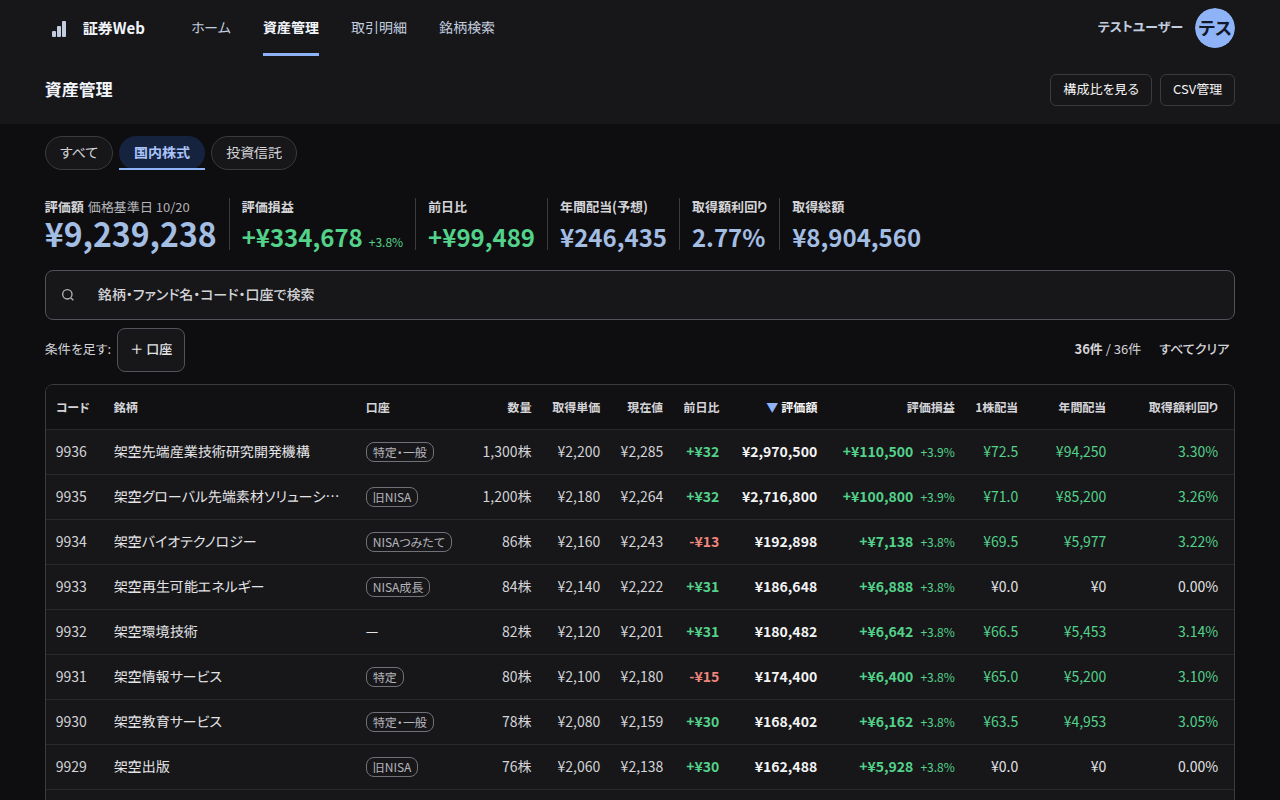 証券Web ホーム 資産管理 取引明細 銘柄検索 テストユーザー テス
資産管理 構成比を見る CSV管理
すべて 国内株式 投資信託
評価額 価格基準日 10/20 評価損益 前日比 年間配当(予想) 取得額利回り 取得総額
¥9,239,238 +¥334,678 +3.8% +¥99,489 ¥246,435 2.77% ¥8,904,560
銘柄・ファンド名・コード・口座で検索
条件を足す: ＋ 口座 36件 / 36件 すべてクリア
コード 銘柄 口座 数量 取得単価 現在値 前日比 ▼評価額 評価損益 1株配当 年間配当 取得額利回り
9936 架空先端産業技術研究開発機構 特定・一般 1,300株 ¥2,200 ¥2,285 +¥32 ¥2,970,500 +¥110,500 +3.9% ¥72.5 ¥94,250 3.30%
9935 架空グローバル先端素材ソリューシ… 旧NISA 1,200株 ¥2,180 ¥2,264 +¥32 ¥2,716,800 +¥100,800 +3.9% ¥71.0 ¥85,200 3.26%
9934 架空バイオテクノロジー NISAつみたて 86株 ¥2,160 ¥2,243 -¥13 ¥192,898 +¥7,138 +3.8% ¥69.5 ¥5,977 3.22%
9933 架空再生可能エネルギー NISA成長 84株 ¥2,140 ¥2,222 +¥31 ¥186,648 +¥6,888 +3.8% ¥0.0 ¥0 0.00%
9932 架空環境技術 — 82株 ¥2,120 ¥2,201 +¥31 ¥180,482 +¥6,642 +3.8% ¥66.5 ¥5,453 3.14%
9931 架空情報サービス 特定 80株 ¥2,100 ¥2,180 -¥15 ¥174,400 +¥6,400 +3.8% ¥65.0 ¥5,200 3.10%
9930 架空教育サービス 特定・一般 78株 ¥2,080 ¥2,159 +¥30 ¥168,402 +¥6,162 +3.8% ¥63.5 ¥4,953 3.05%
9929 架空出版 旧NISA 76株 ¥2,060 ¥2,138 +¥30 ¥162,488 +¥5,928 +3.8% ¥0.0 ¥0 0.00%